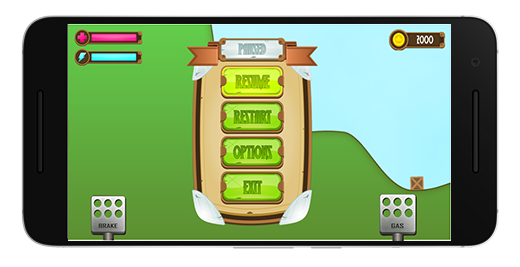 2000
PAUSED
RESUME
RESTART
OPTIONS
EXIT
BRAKE
GAS